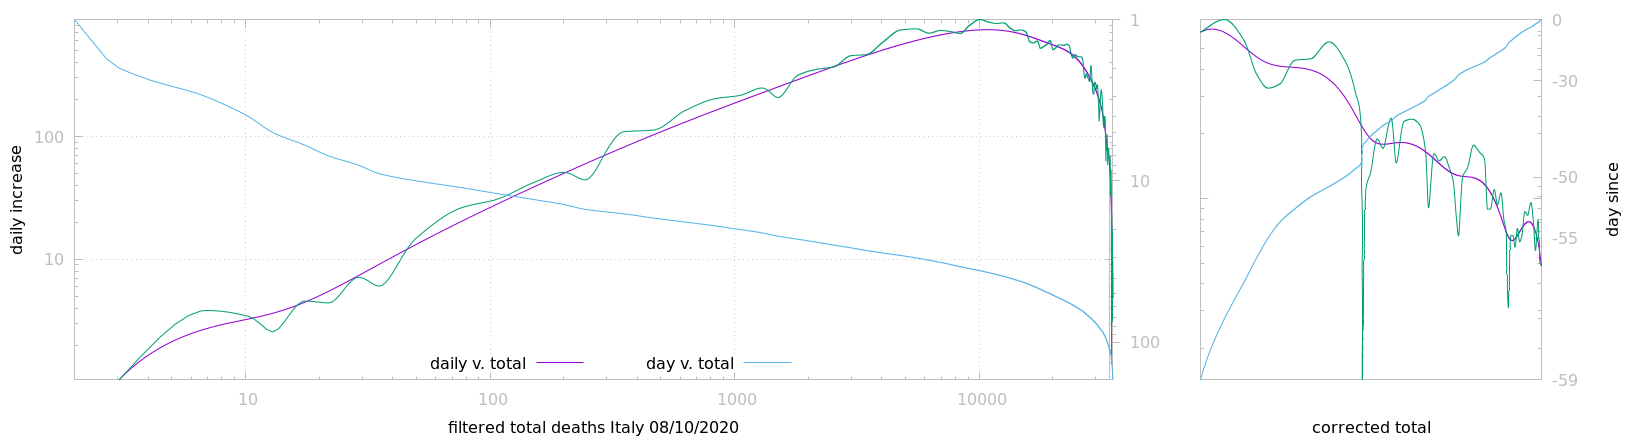 1
0
100
10
daily increase
10
-30
-50
-55
day since
daily v. total
day v. total
100
-59
10
100
1000
10000
filtered total deaths Italy 08/10/2020
corrected total